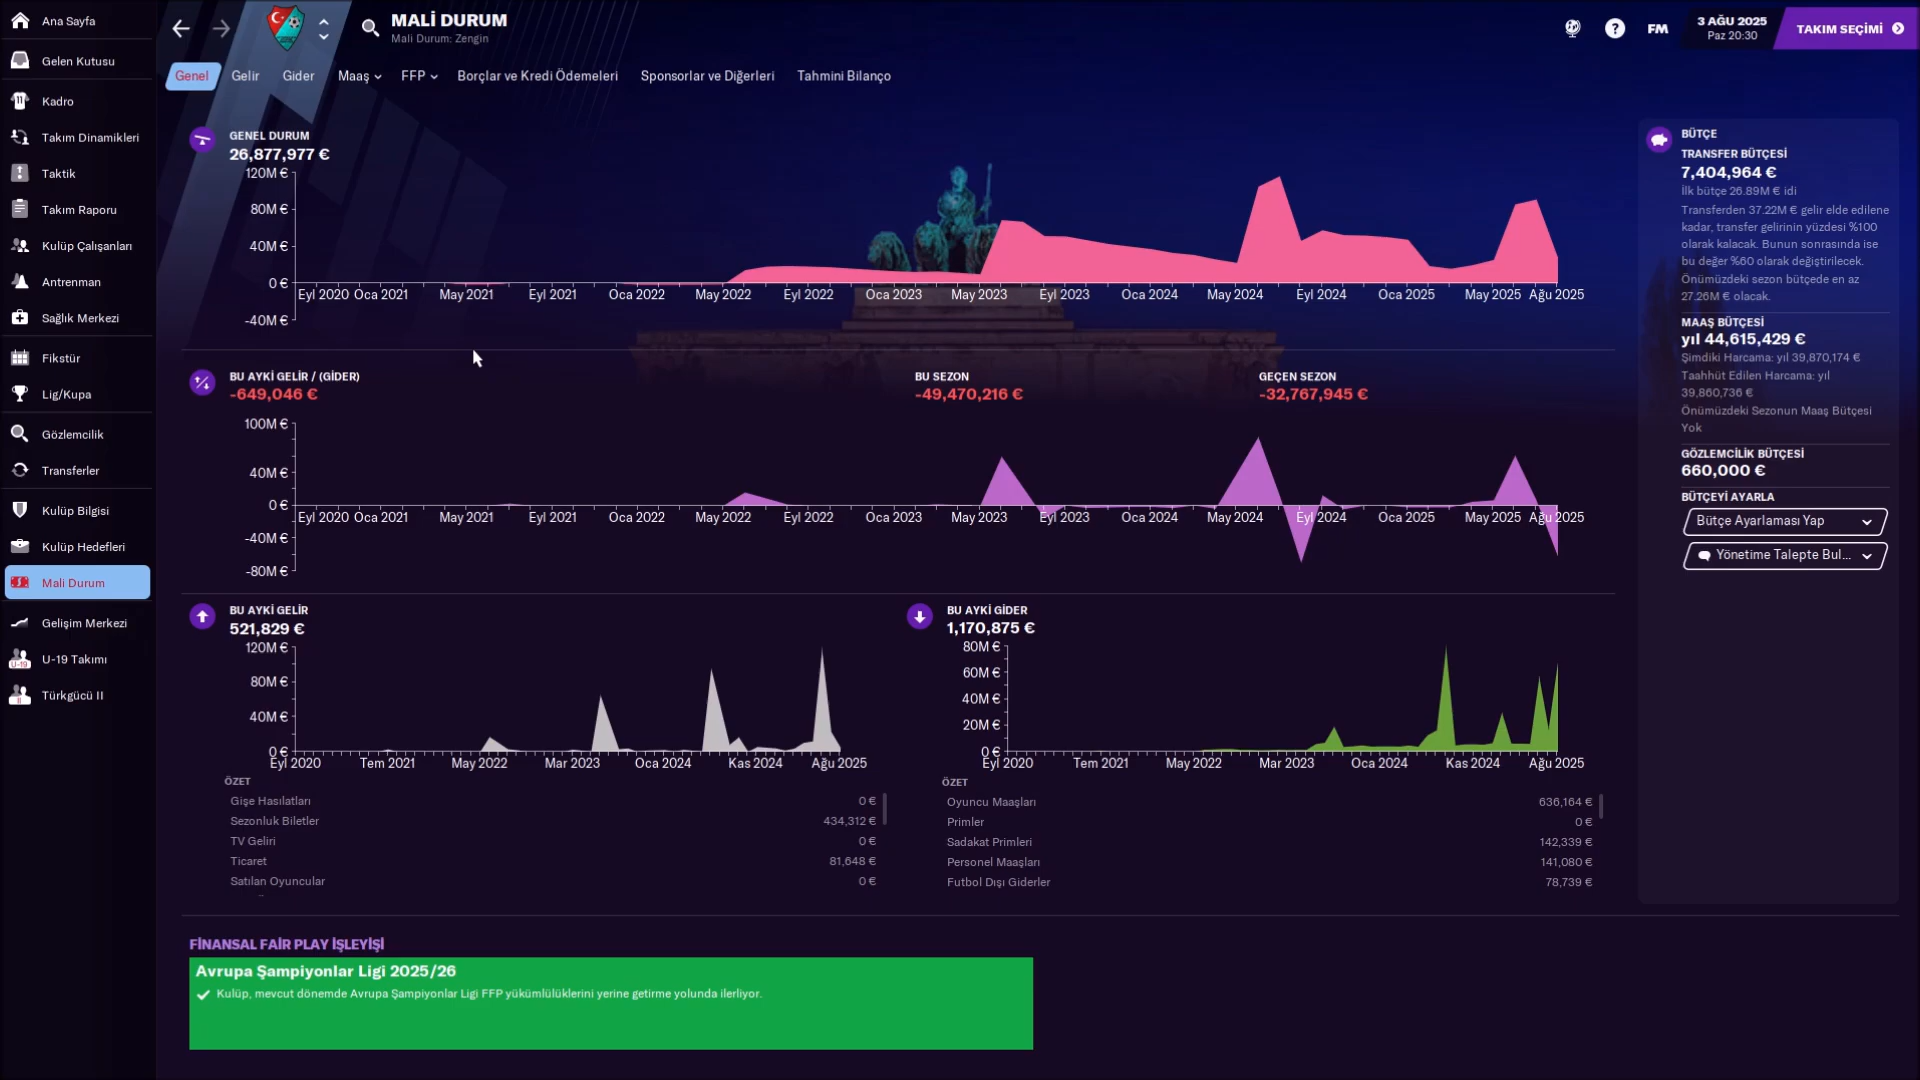 Ana Sayfa
Gelen Kutusu
Kadro
Takım Dinamikleri
Taktik
Takım Raporu
Kulüp Çalışanları
Antrenman
Sağlık Merkezi
Fikstür
Lig/Kupa
Gözlemcilik
Transferler
Kulüp Bilgisi
Kulüp Hedefleri
Mali Durum
Gelişim Merkezi
U-19 Takımı
Türkgücü II
MALİ DURUM
Mali Durum: Zengin
FM
3 AĞU 2025
Paz 20:30
TAKIM SEÇİMİ
Genel Gelir Gider Maaş FFP Borçlar ve Kredi Ödemeleri Sponsorlar ve Diğerleri Tahmini Bilanço
GENEL DURUM
26,877,977 €
120M €
80M €
40M €
0 €
-40M €
Eyl 2020 Oca 2021 May 2021 Eyl 2021 Oca 2022 May 2022 Eyl 2022 Oca 2023 May 2023 Eyl 2023 Oca 2024 May 2024 Eyl 2024 Oca 2025 May 2025 Ağu 2025
BU AYKİ GELİR / (GİDER)
-649,046 €
BU SEZON
-49,470,216 €
GEÇEN SEZON
-32,767,945 €
100M €
40M €
0 €
-40M €
-80M €
Eyl 2020 Oca 2021 May 2021 Eyl 2021 Oca 2022 May 2022 Eyl 2022 Oca 2023 May 2023 Eyl 2023 Oca 2024 May 2024 Eyl 2024 Oca 2025 May 2025 Ağu 2025
BU AYKİ GELİR
521,829 €
120M €
80M €
40M €
0 €
Eyl 2020 Tem 2021 May 2022 Mar 2023 Oca 2024 Kas 2024 Ağu 2025
ÖZET
Gişe Hasılatları 0 €
Sezonluk Biletler 434,312 €
TV Geliri 0 €
Ticaret 81,648 €
Satılan Oyuncular 0 €
BU AYKİ GİDER
1,170,875 €
80M €
60M €
40M €
20M €
0 €
Eyl 2020 Tem 2021 May 2022 Mar 2023 Oca 2024 Kas 2024 Ağu 2025
ÖZET
Oyuncu Maaşları 636,164 €
Primler 0 €
Sadakat Primleri 142,339 €
Personel Maaşları 141,080 €
Futbol Dışı Giderler 78,739 €
BÜTÇE
TRANSFER BÜTÇESİ
7,404,964 €
İlk bütçe 26.89M € idi
Transferden 37.22M € gelir elde edilene
kadar, transfer gelirinin yüzdesi %100
olarak kalacak. Bunun sonrasında ise
bu değer %60 olarak değiştirilecek.
Önümüzdeki sezon bütçede en az
27.26M € olacak.
MAAŞ BÜTÇESİ
yıl 44,615,429 €
Şimdiki Harcama: yıl 39,870,174 €
Taahhüt Edilen Harcama: yıl
39,860,736 €
Önümüzdeki Sezonun Maaş Bütçesi
Yok
GÖZLEMCİLİK BÜTÇESİ
660,000 €
BÜTÇEYİ AYARLA
Bütçe Ayarlaması Yap
Yönetime Talepte Bul...
FİNANSAL FAİR PLAY İŞLEYİŞİ
Avrupa Şampiyonlar Ligi 2025/26
Kulüp, mevcut dönemde Avrupa Şampiyonlar Ligi FFP yükümlülüklerini yerine getirme yolunda ilerliyor.